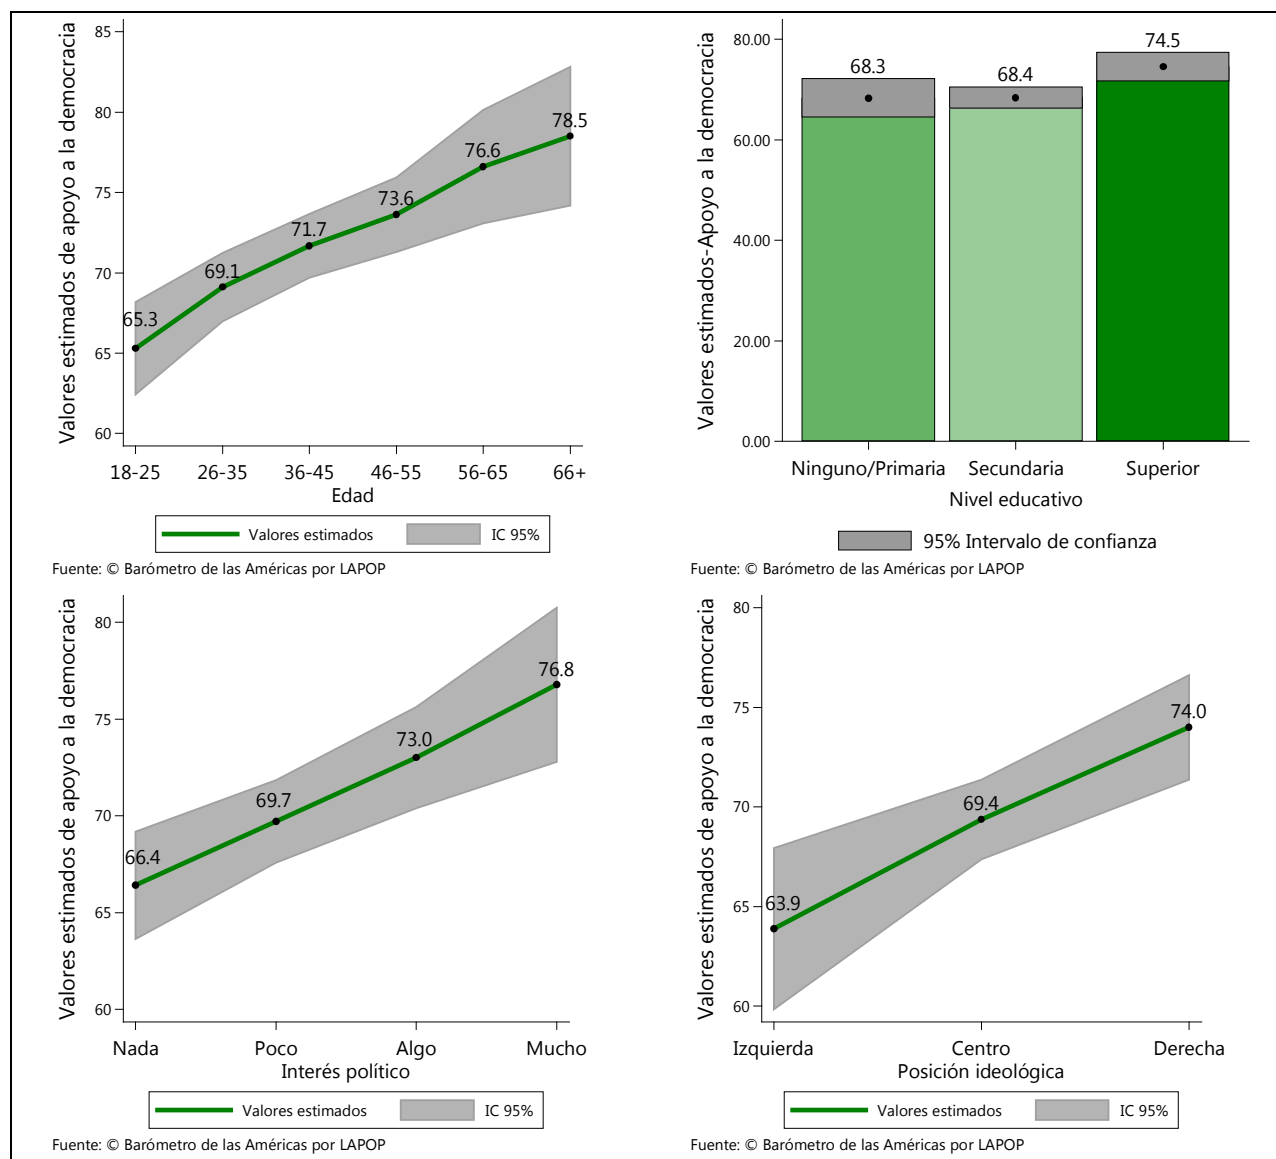 Valores estimados de apoyo a la democracia
85
80
75
70
65
60
65.3
69.1
71.7
73.6
76.6
78.5
18-25 26-35 36-45 46-55 56-65 66+
Edad
Valores estimados IC 95%
Fuente: © Barómetro de las Américas por LAPOP
Valores estimados-Apoyo a la democracia
80.00
60.00
40.00
20.00
0.00
68.3
68.4
74.5
Ninguno/Primaria Secundaria Superior
Nivel educativo
95% Intervalo de confianza
Fuente: © Barómetro de las Américas por LAPOP
Valores estimados de apoyo a la democracia
80
75
70
65
60
66.4
69.7
73.0
76.8
Nada Poco Algo Mucho
Interés político
Valores estimados IC 95%
Fuente: © Barómetro de las Américas por LAPOP
Valores estimados de apoyo a la democracia
80
75
70
65
60
63.9
69.4
74.0
Izquierda Centro Derecha
Posición ideológica
Valores estimados IC 95%
Fuente: © Barómetro de las Américas por LAPOP